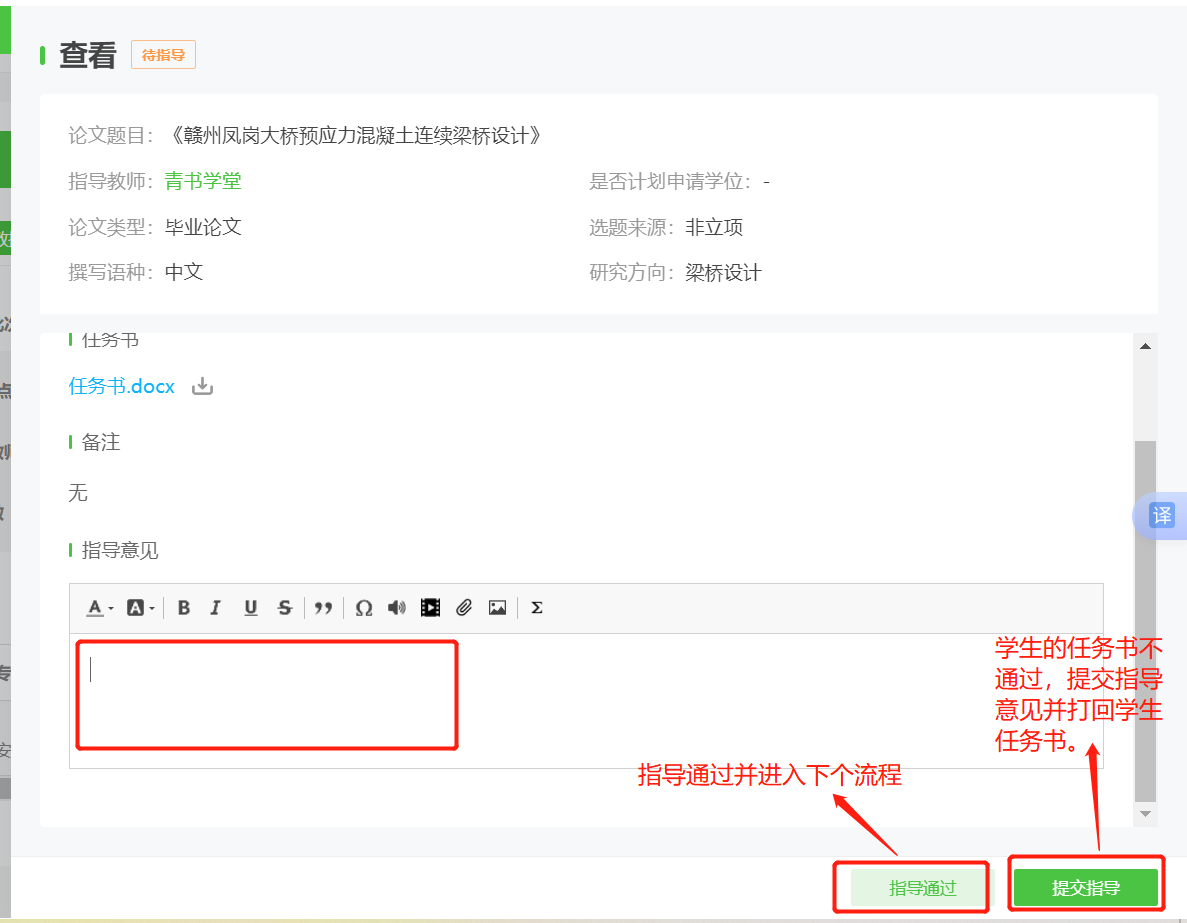 查看 待指导
论文题目： 《赣州凤岗大桥预应力混凝土连续梁桥设计》
指导教师： 青书学堂 是否计划申请学位： -
论文类型： 毕业论文 选题来源： 非立项
撰写语种： 中文 研究方向： 梁桥设计
任务书
任务书.docx
备注
无
译
指导意见
A A B I U S ” Ω Σ
学生的任务书不
通过，提交指导
意见并打回学生
任务书。
指导通过并进入下个流程
指导通过 提交指导